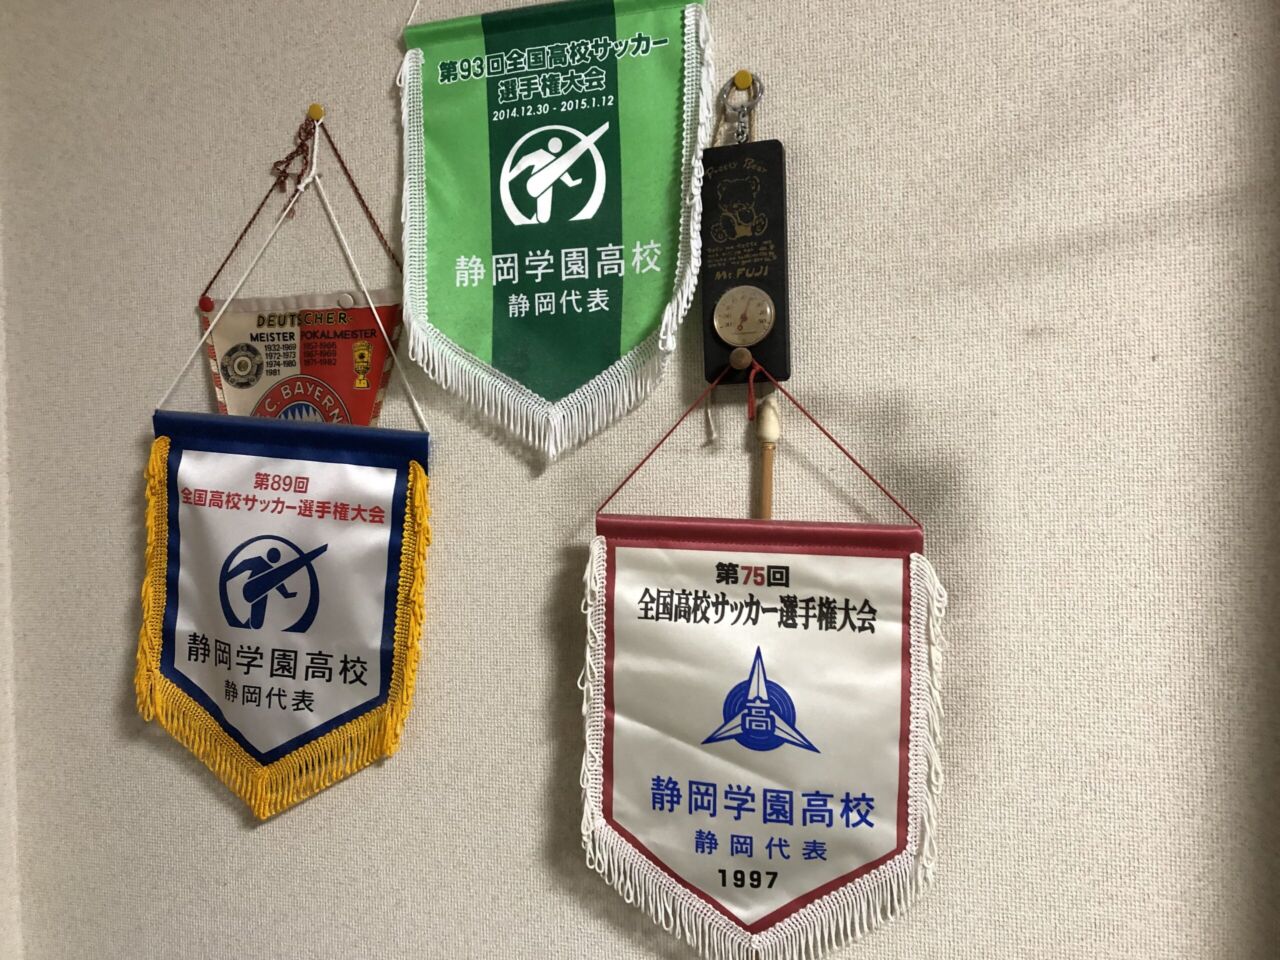 第93回全国高校サッカー
選手権大会
2014.12.30 - 2015.1.12
静岡学園高校
静岡代表
Pretty Bear
Mt FUJI
DEUTSCHER-
MEISTER POKALMEISTER
1932-1969 1957-1966
1972-1973 1967-1969
1974-1980 1971-1982
1981
F.C. BAYERN
第89回
全国高校サッカー選手権大会
静岡学園高校
静岡代表
第75回
全国高校サッカー選手権大会
高
静岡学園高校
静岡代表
1997